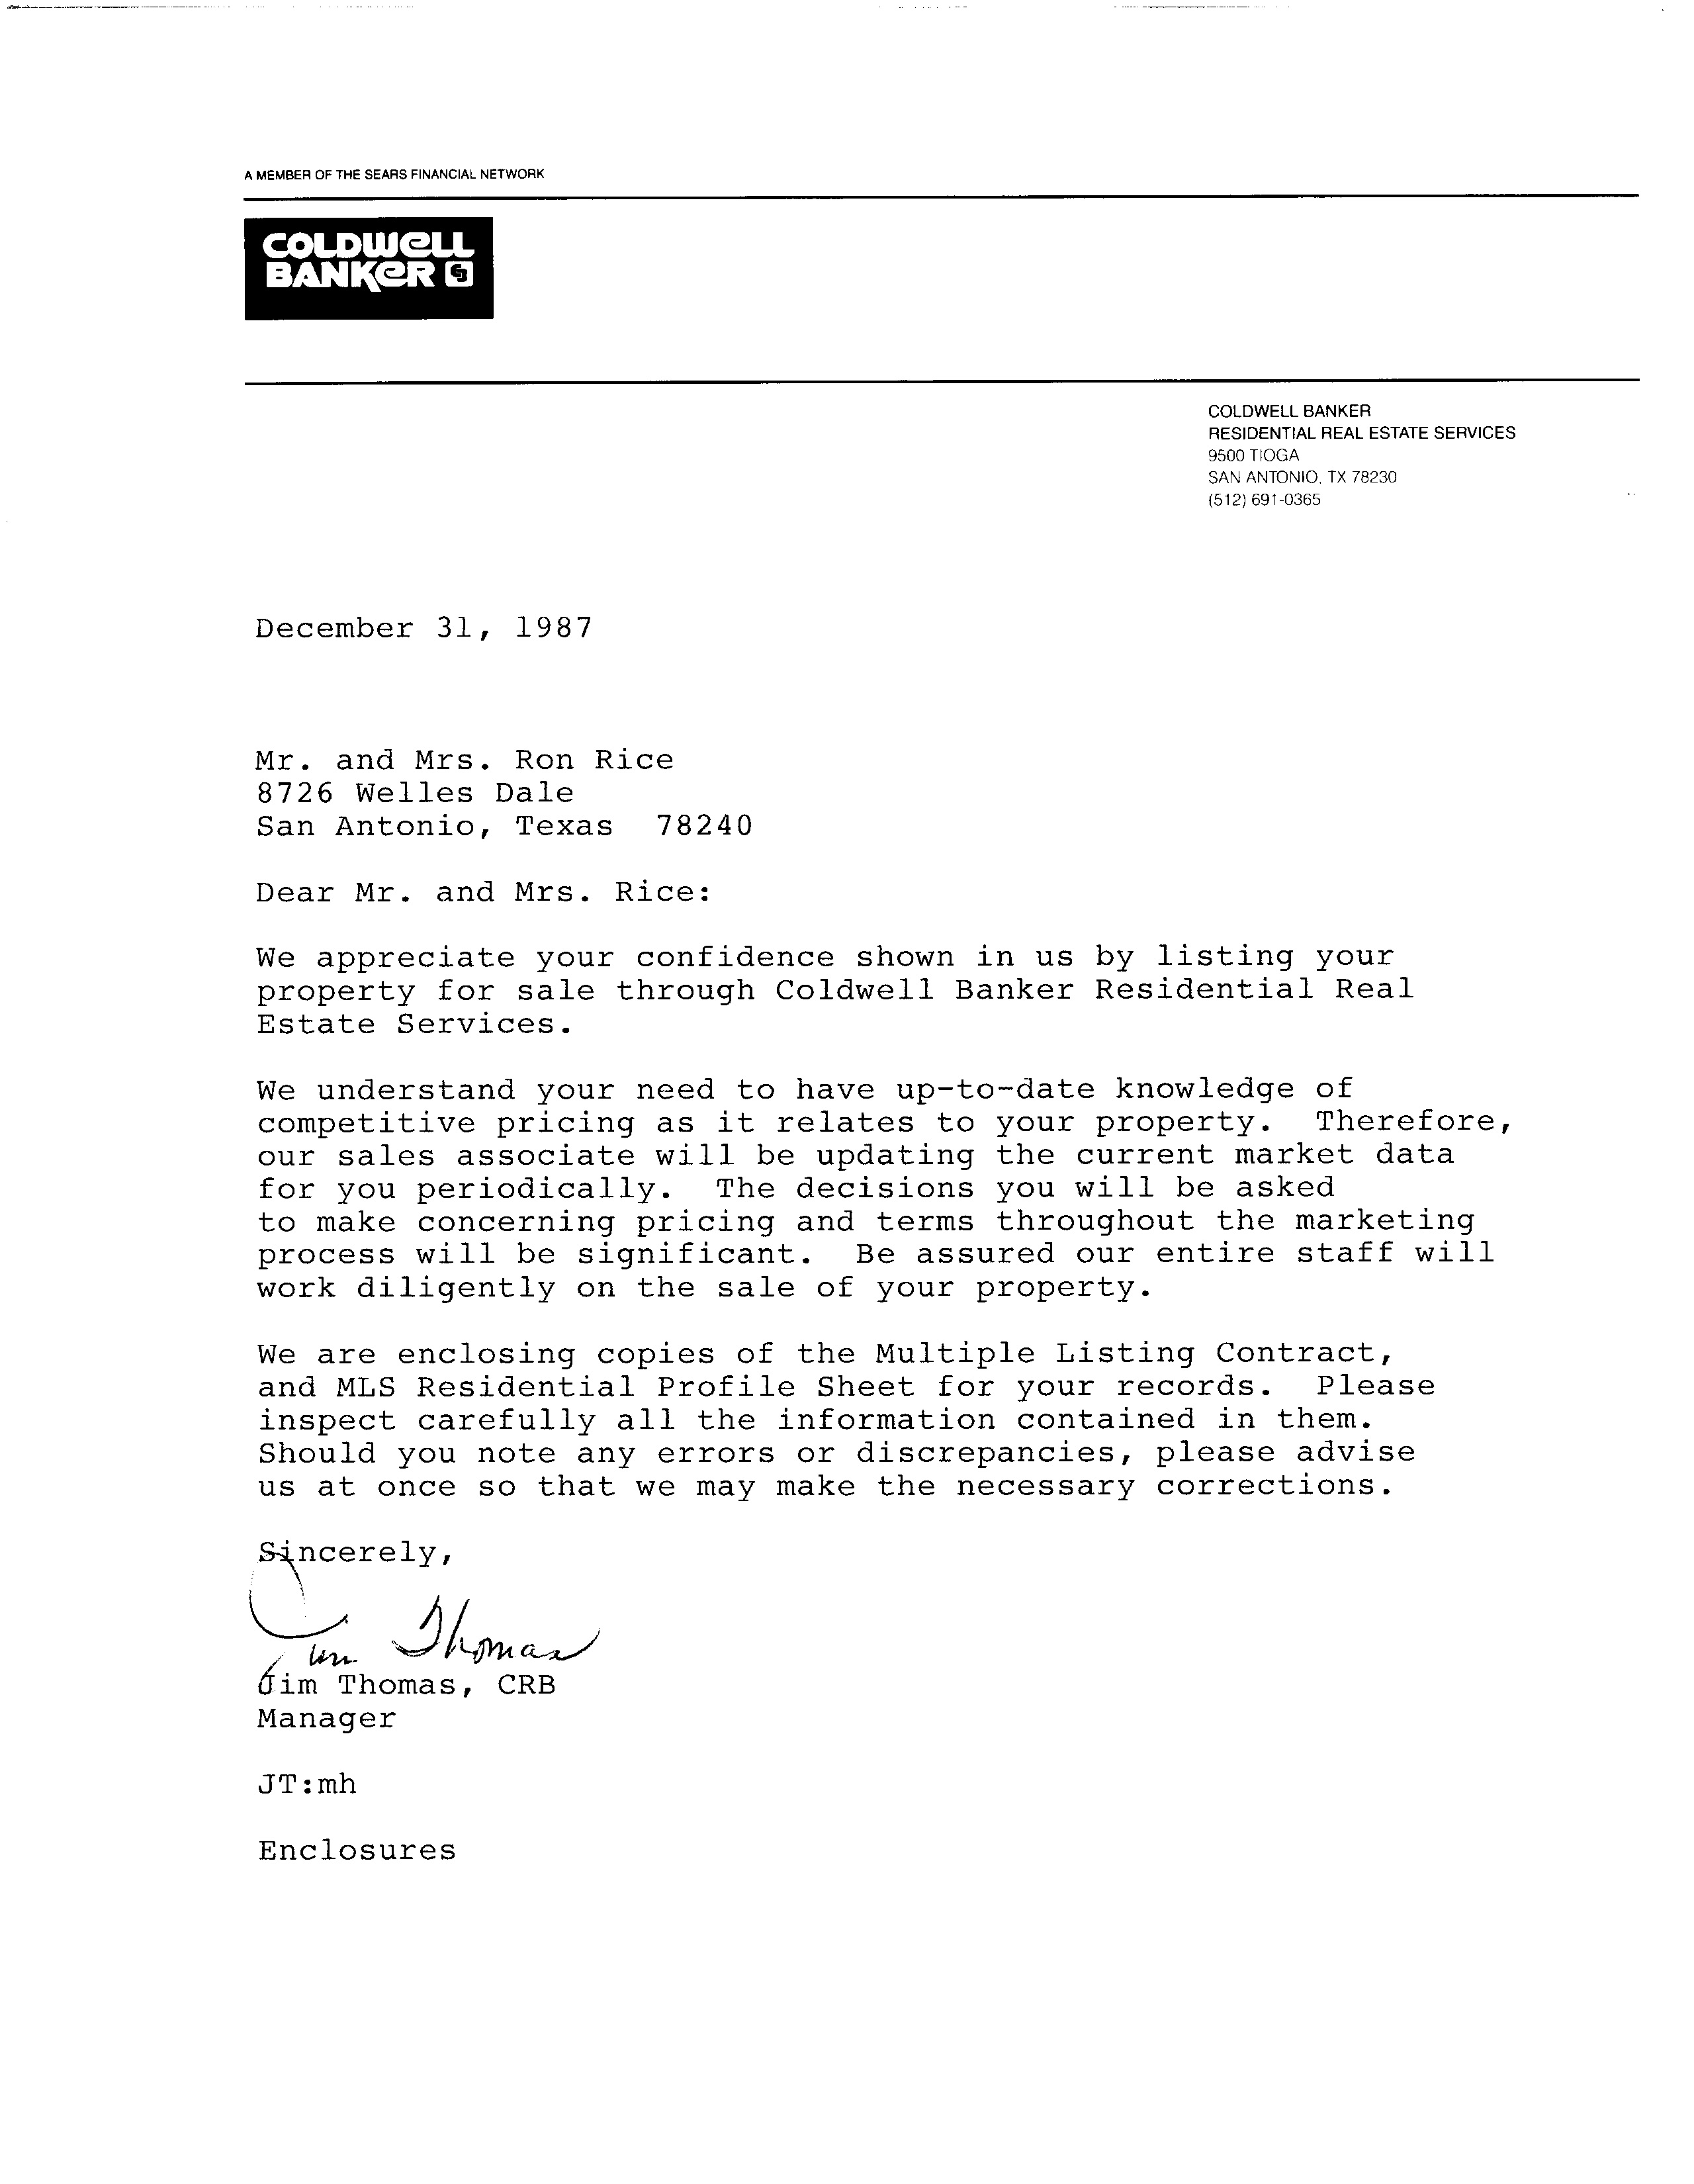 A MEMBER OF THE SEARS FINANCIAL NETWORK
COLDWELL
BANKER
COLDWELL BANKER
RESIDENTIAL REAL ESTATE SERVICES
9500 TIOGA
SAN ANTONIO, TX 78230
(512) 691-0365
December 31, 1987
Mr. and Mrs. Ron Rice
8726 Welles Dale
San Antonio, Texas  78240
Dear Mr. and Mrs. Rice:
We appreciate your confidence shown in us by listing your
property for sale through Coldwell Banker Residential Real
Estate Services.
We understand your need to have up-to-date knowledge of
competitive pricing as it relates to your property.  Therefore,
our sales associate will be updating the current market data
for you periodically.  The decisions you will be asked
to make concerning pricing and terms throughout the marketing
process will be significant.  Be assured our entire staff will
work diligently on the sale of your property.
We are enclosing copies of the Multiple Listing Contract,
and MLS Residential Profile Sheet for your records.  Please
inspect carefully all the information contained in them.
Should you note any errors or discrepancies, please advise
us at once so that we may make the necessary corrections.
Sincerely,
Jim Thomas
Jim Thomas, CRB
Manager
JT:mh
Enclosures